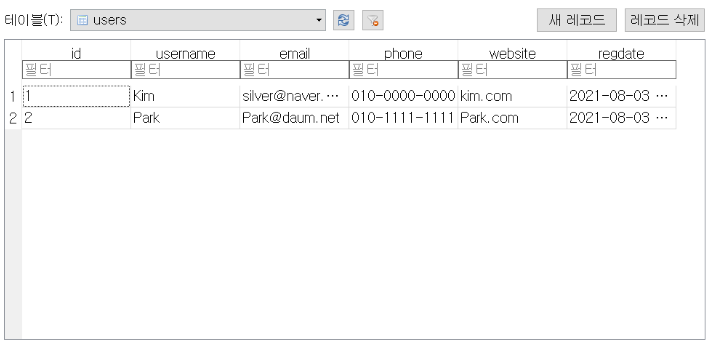 테이블(T): users 새 레코드 레코드 삭제
id username email phone website regdate
필터 필터 필터 필터 필터 필터
1 1 Kim silver@naver.… 010-0000-0000 kim.com 2021-08-03 …
2 2 Park Park@daum.net 010-1111-1111 Park.com 2021-08-03 …